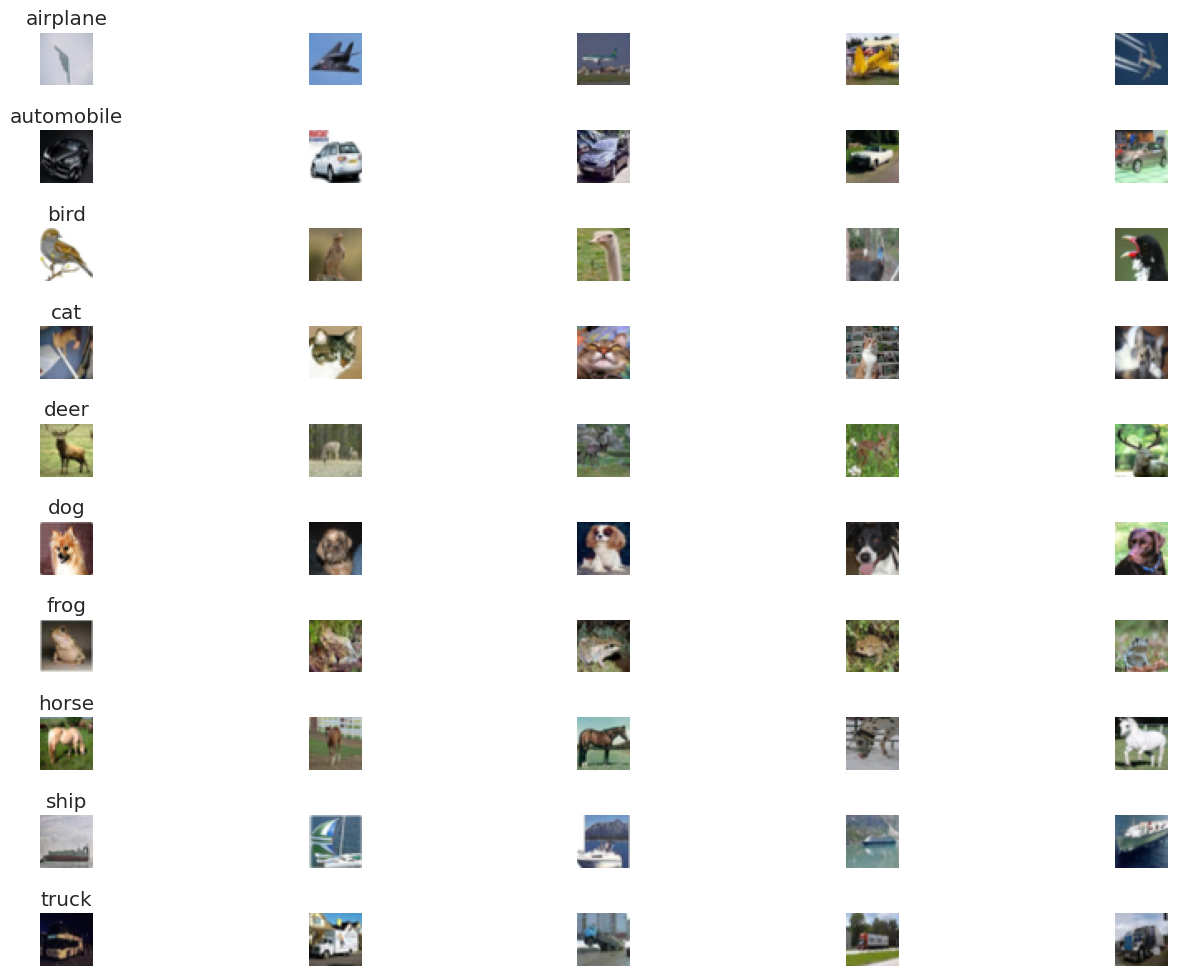 airplane
automobile
bird
cat
deer
dog
frog
horse
ship
truck